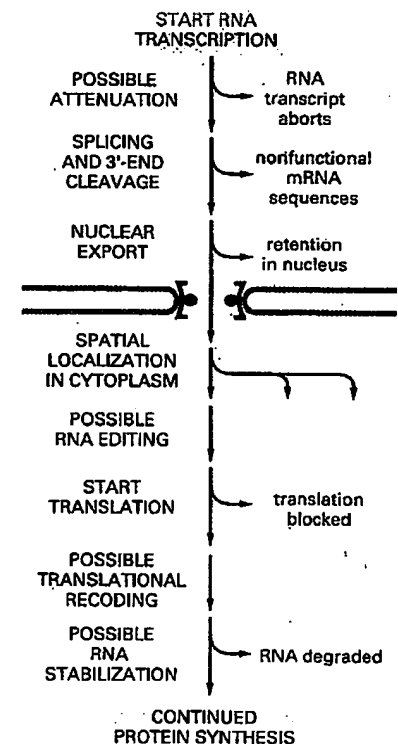 START RNA
TRANSCRIPTION
POSSIBLE
ATTENUATION
RNA
transcript
aborts
SPLICING
AND 3'-END
CLEAVAGE
nonfunctional
mRNA
sequences
NUCLEAR
EXPORT
retention
in nucleus
SPATIAL
LOCALIZATION
IN CYTOPLASM
POSSIBLE
RNA EDITING
START
TRANSLATION
translation
blocked
POSSIBLE
TRANSLATIONAL
RECODING
POSSIBLE
RNA
STABILIZATION
RNA degraded
CONTINUED
PROTEIN SYNTHESIS